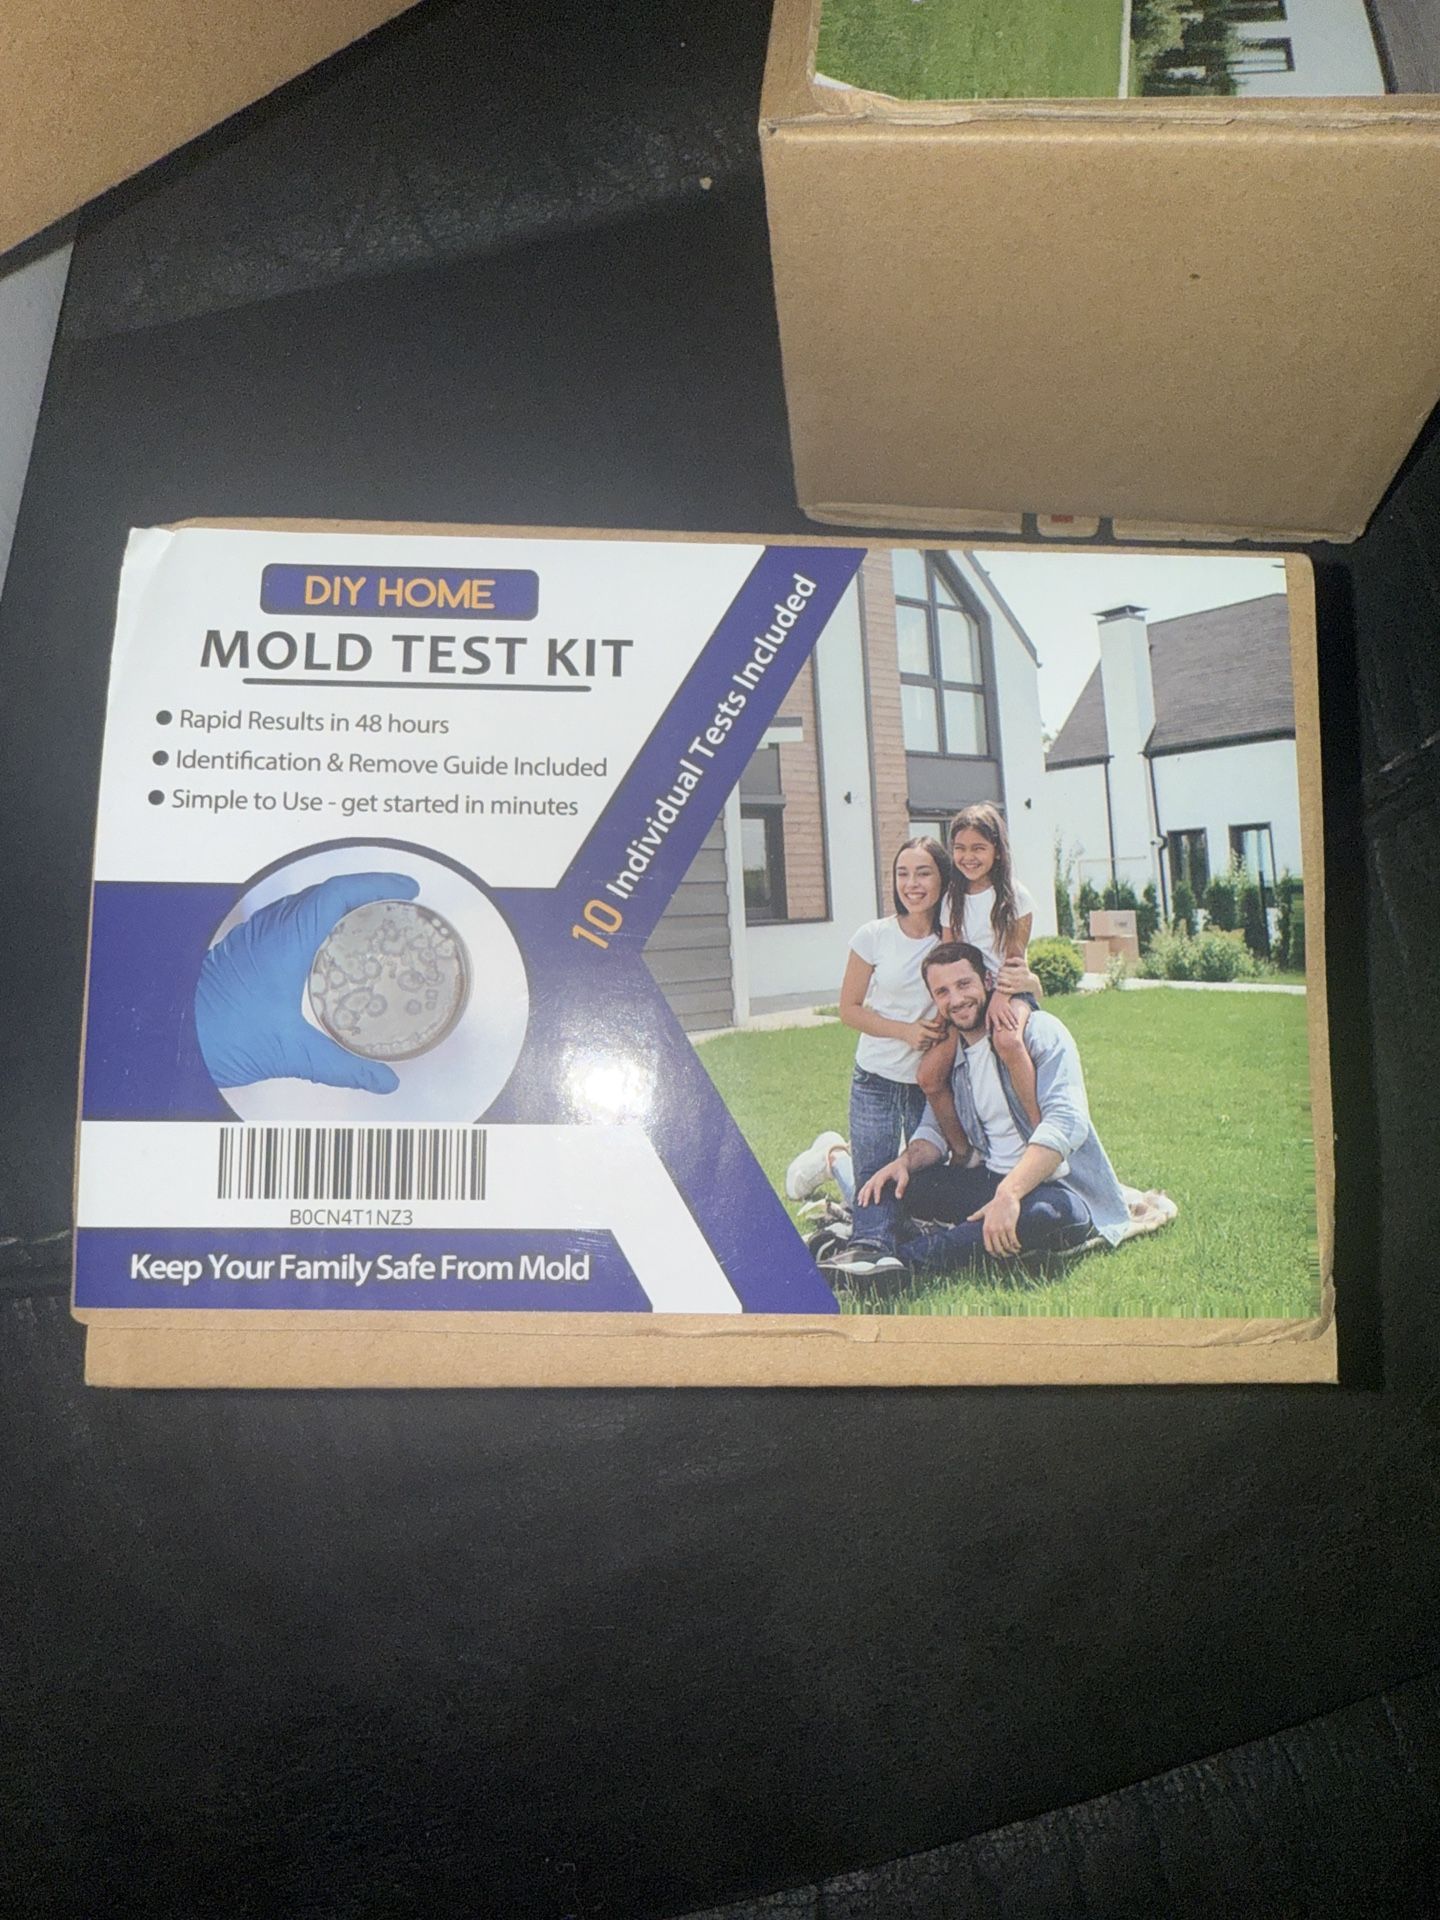 DIY HOME
MOLD TEST KIT
● Rapid Results in 48 hours
● Identification & Remove Guide Included
● Simple to Use - get started in minutes
10 Individual Tests Included
B0CN4T1NZ3
Keep Your Family Safe From Mold